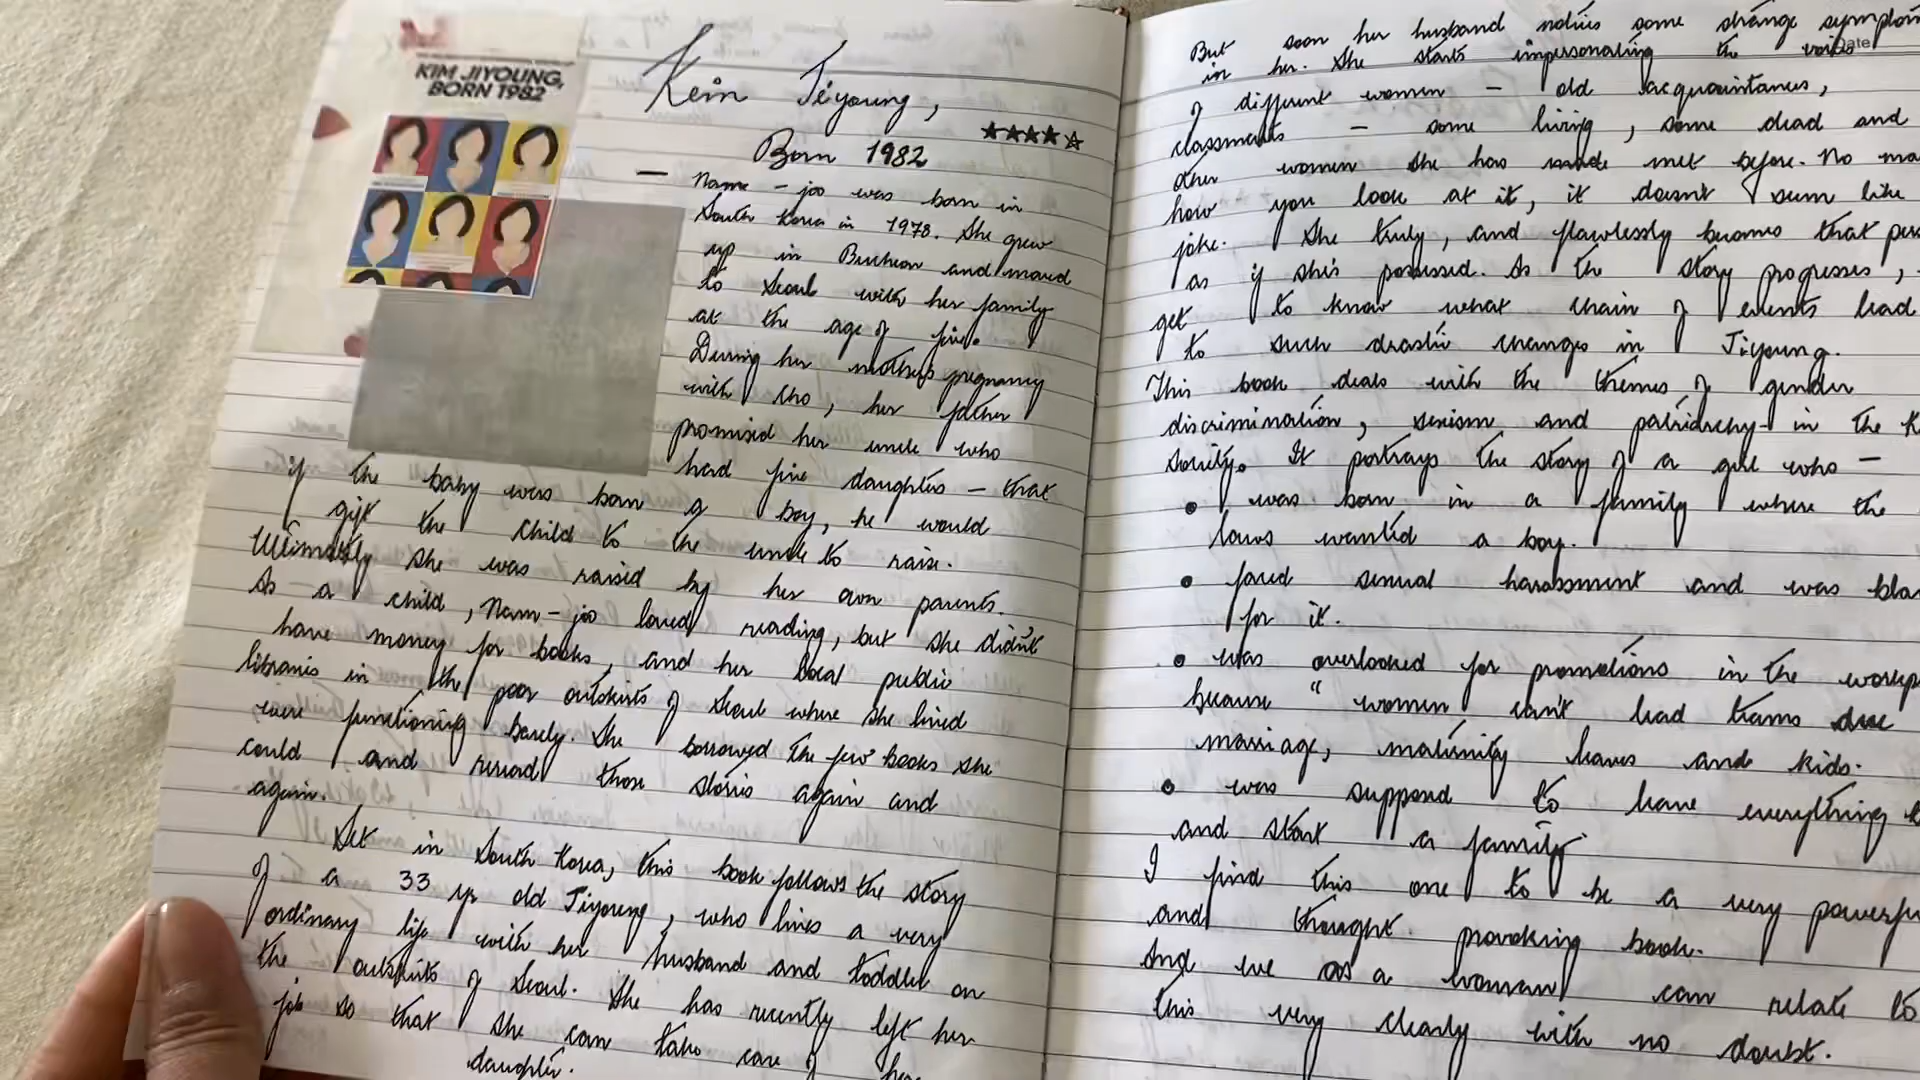 KIM JIYOUNG,
BORN 1982
Kim Jiyoung,
Born 1982
— Nam-joo was born in
South Korea in 1978. She grew
up in Bucheon and moved
to Seoul with her family
at the age of five.
During her mother's pregnancy
with Cho, her father
promised her uncle who
had five daughters - that
if the baby was born a boy, he would
gift the child to the uncle to raise.
Ultimately she was raised by her own parents.
As a child, Nam-joo loved reading, but she didn't
have money for books, and her local public
libraries in the poor outskirts of Seoul where she lived
were functioning barely. She borrowed the few books she
could and reread those stories again and
again.
Set in South Korea, this book follows the story
of a 33 yr old Jiyoung, who lives a very
ordinary life with her husband and toddler on
the outskirts of Seoul. She has recently left her
job so that she can take care of her
daughter.
Date
But soon her husband notices some strange symptom
in her. She starts impersonating the voices
of different women - old acquaintances,
classmates - some living, some dead and
other women she has met before. No ma
how you look at it, it doesn't seem like
joke. She truly, and flawlessly becomes that per
as if she's possessed. As the story progresses,
get to know what chain of events lead
to such drastic changes in Jiyoung.
This book deals with the themes of gender
discrimination, sexism and patriarchy in the K
society. It portrays the story of a girl who —
• was born in a family where the
laws wanted a boy.
• faced sexual harassment and was bla
for it.
• was overlooked for promotions in the workp
because "women can't lead teams due
marriage, maternity leaves and kids.
• was supposed to leave everything b
and start a family
I find this one to be a very powerfu
and thought provoking book.
And we as a woman can relate to
this very clearly with no doubt.